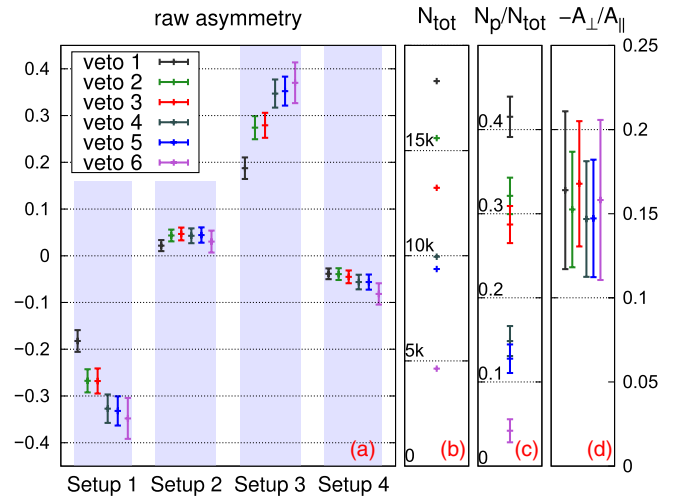 raw asymmetry
N_tot
N_p/N_tot
−A_⊥/A_∥
veto 1
veto 2
veto 3
veto 4
veto 5
veto 6
0.4
0.3
0.2
0.1
0
−0.1
−0.2
−0.3
−0.4
Setup 1
Setup 2
Setup 3
Setup 4
(a)
15k
10k
5k
0
(b)
0.4
0.3
0.2
0.1
0
(c)
(d)
0.25
0.2
0.15
0.1
0.05
0